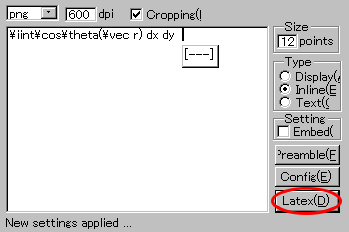 png 600 dpi Cropping(
Size
12 points
¥iint¥cos¥theta(¥vec r) dx dy
[---]
Type
Display(
Inline(E
Text(
Setting
Embed(
Preamble(F
Config(E)
Latex(D)
New settings applied ...